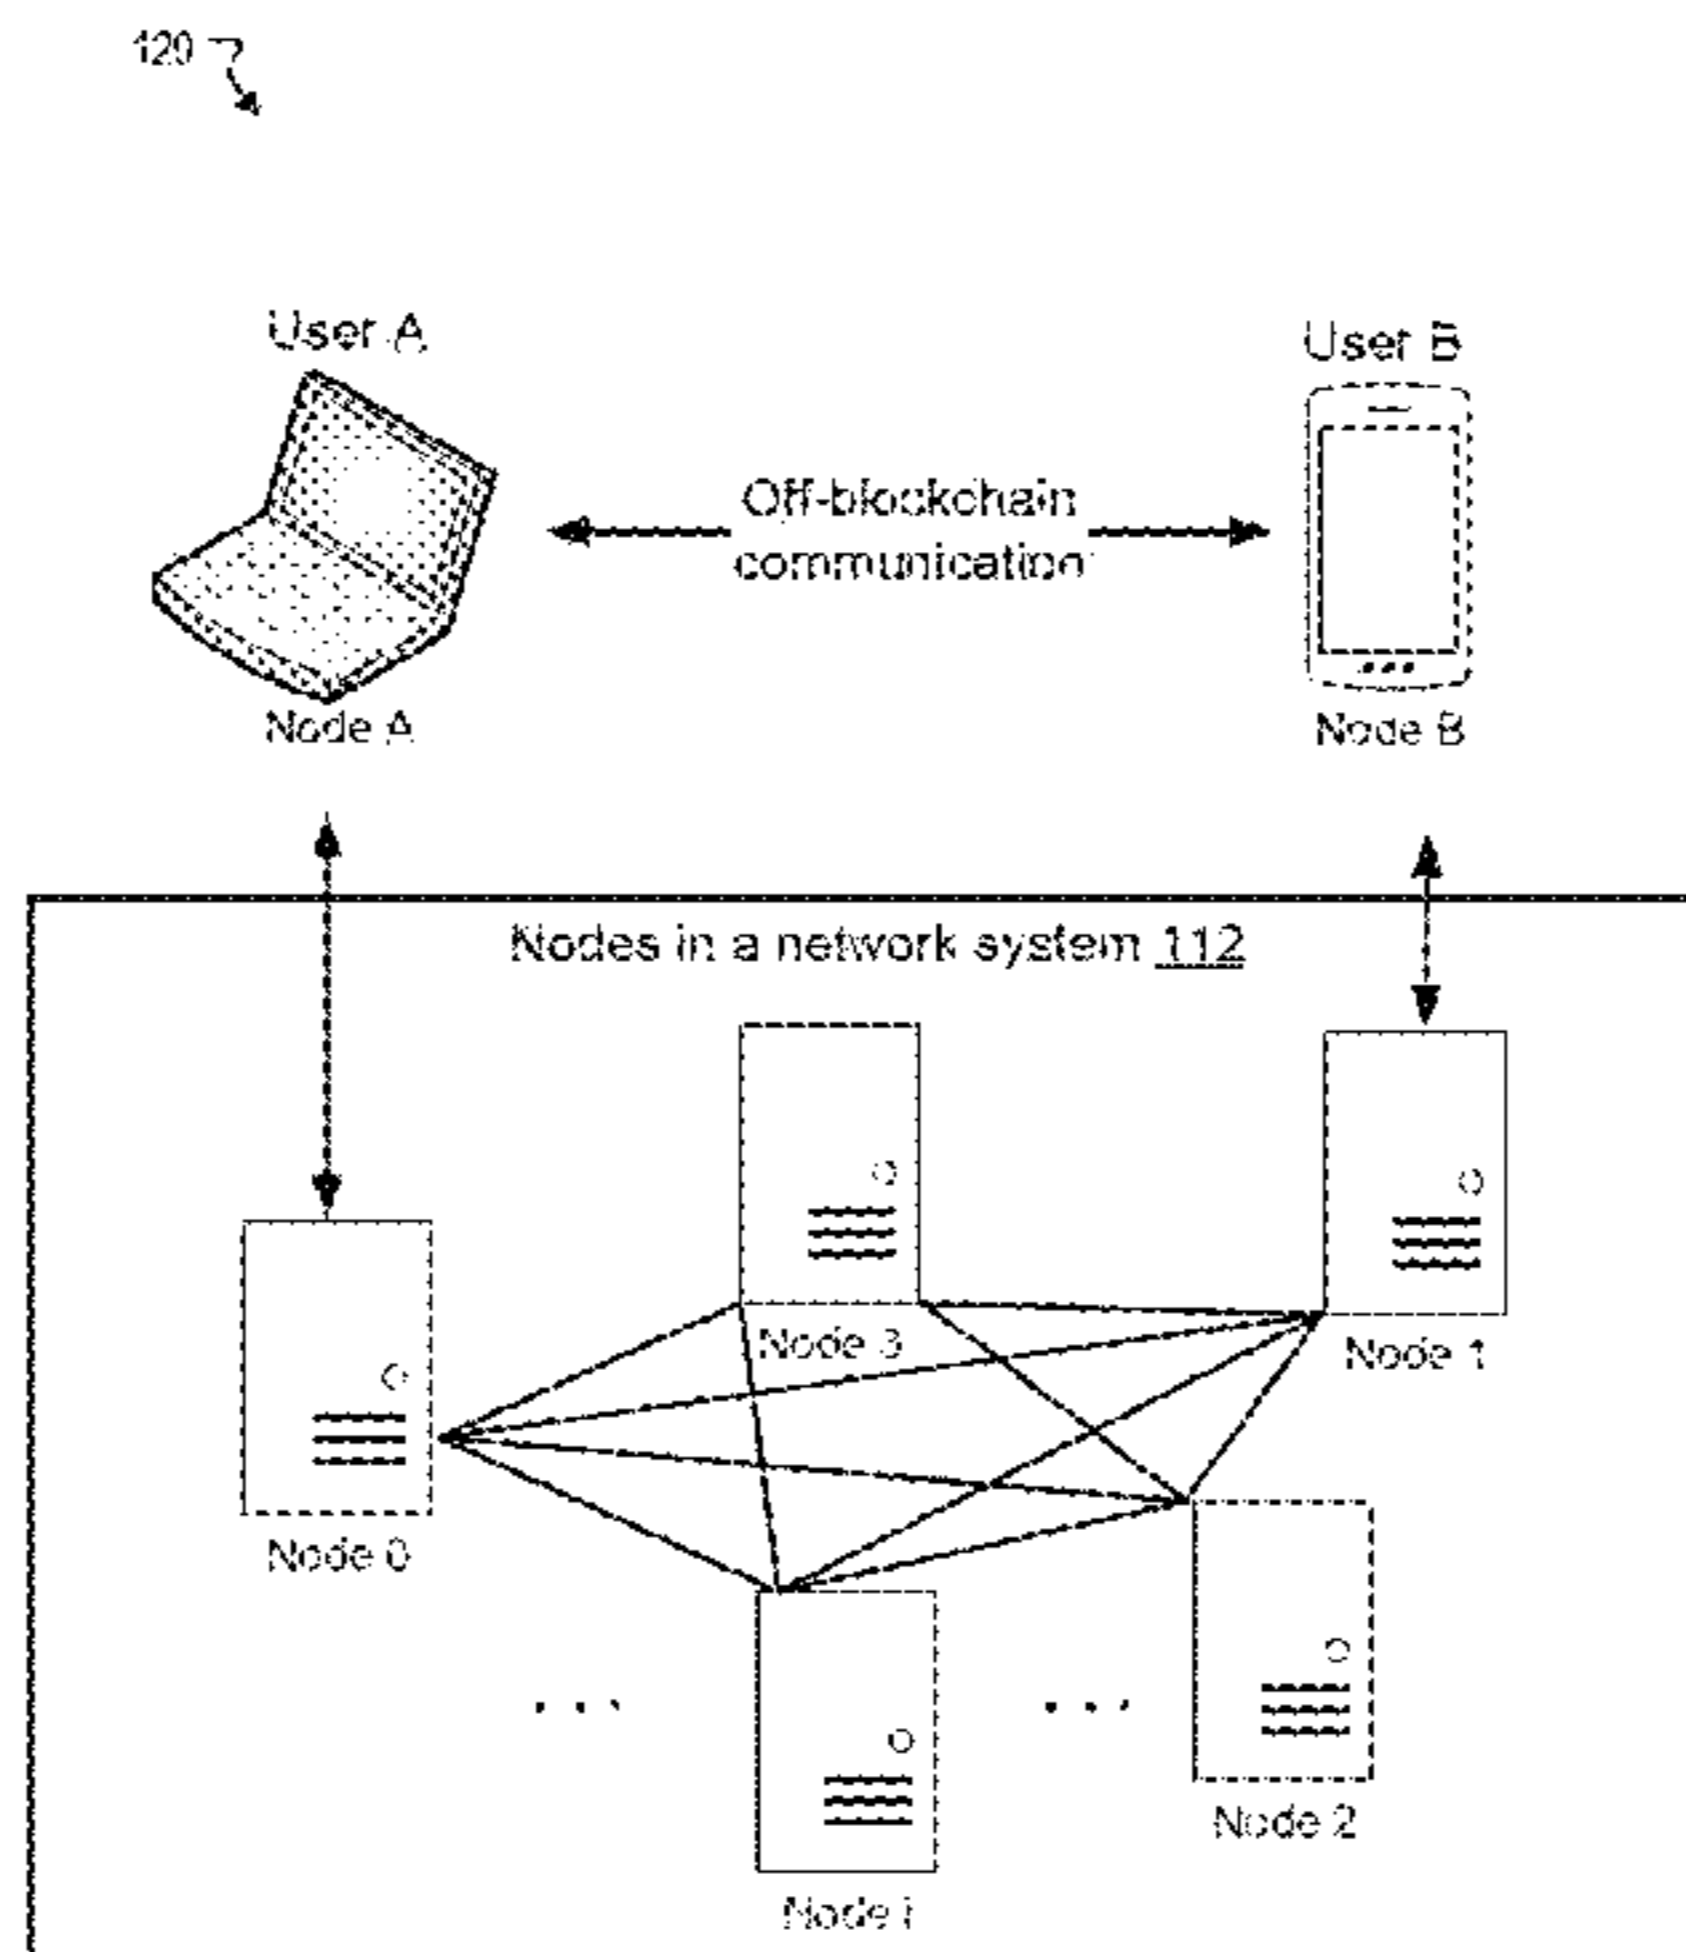 120
User A
User B
Off-blockchain
communication
Node A
Node B
Nodes in a network system 112
Node 3
Node 1
Node 0
...
...
Node 2
Node i